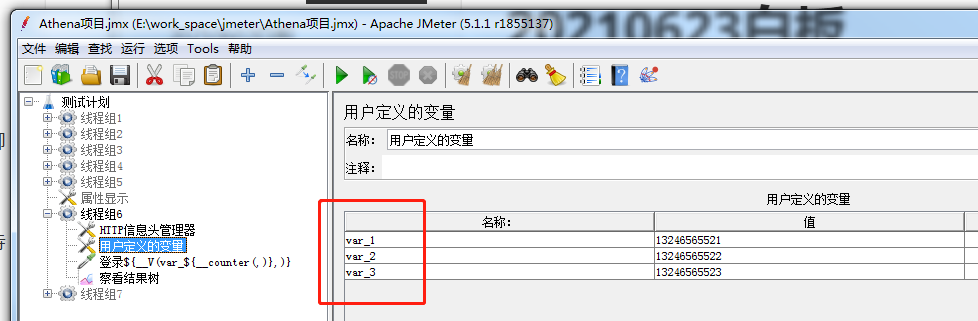 20210623白板
Athena项目.jmx (E:\work_space\jmeter\Athena项目.jmx) - Apache JMeter (5.1.1 r1855137)
文件 编辑 查找 运行 选项 Tools 帮助
STOP
测试计划
线程组1
线程组2
线程组3
线程组4
线程组5
属性显示
线程组6
HTTP信息头管理器
用户定义的变量
登录${__V(var_${__counter(,)},)}
察看结果树
线程组7
用户定义的变量
名称: 用户定义的变量
注释:
用户定义的变量
名称: 值
var_1 13246565521
var_2 13246565522
var_3 13246565523